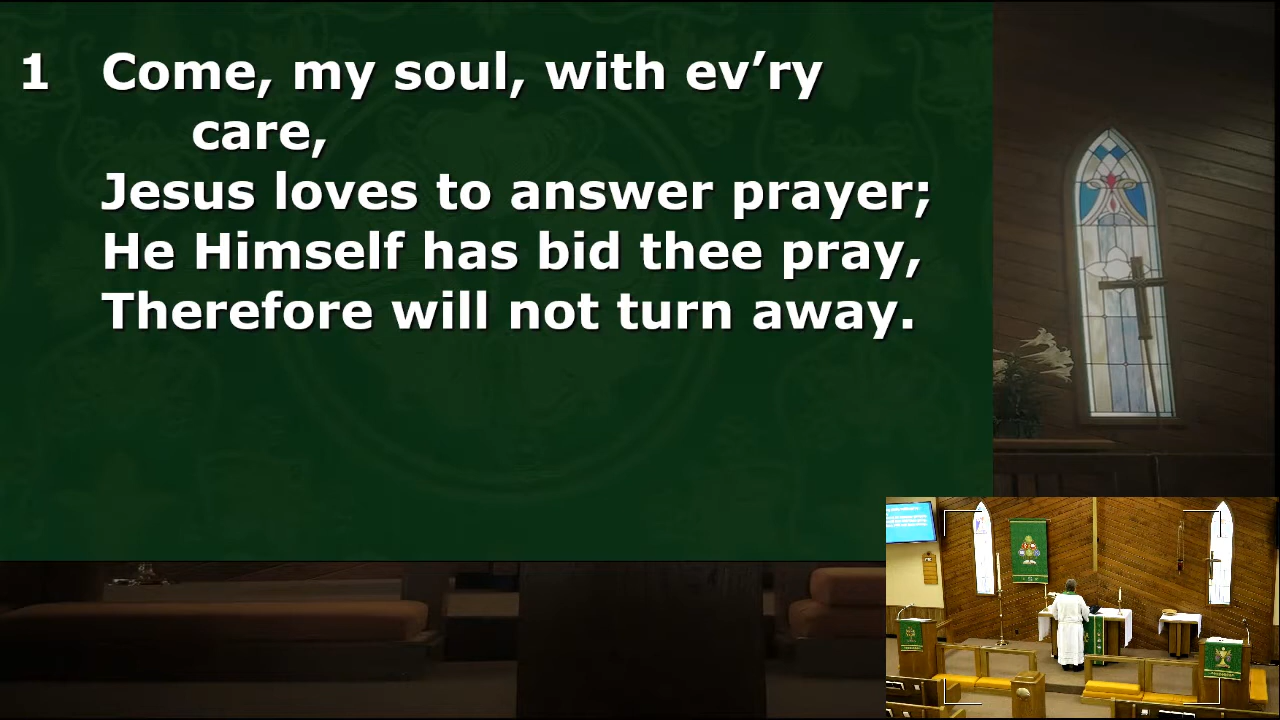 1 Come, my soul, with ev’ry
care,
Jesus loves to answer prayer;
He Himself has bid thee pray,
Therefore will not turn away.